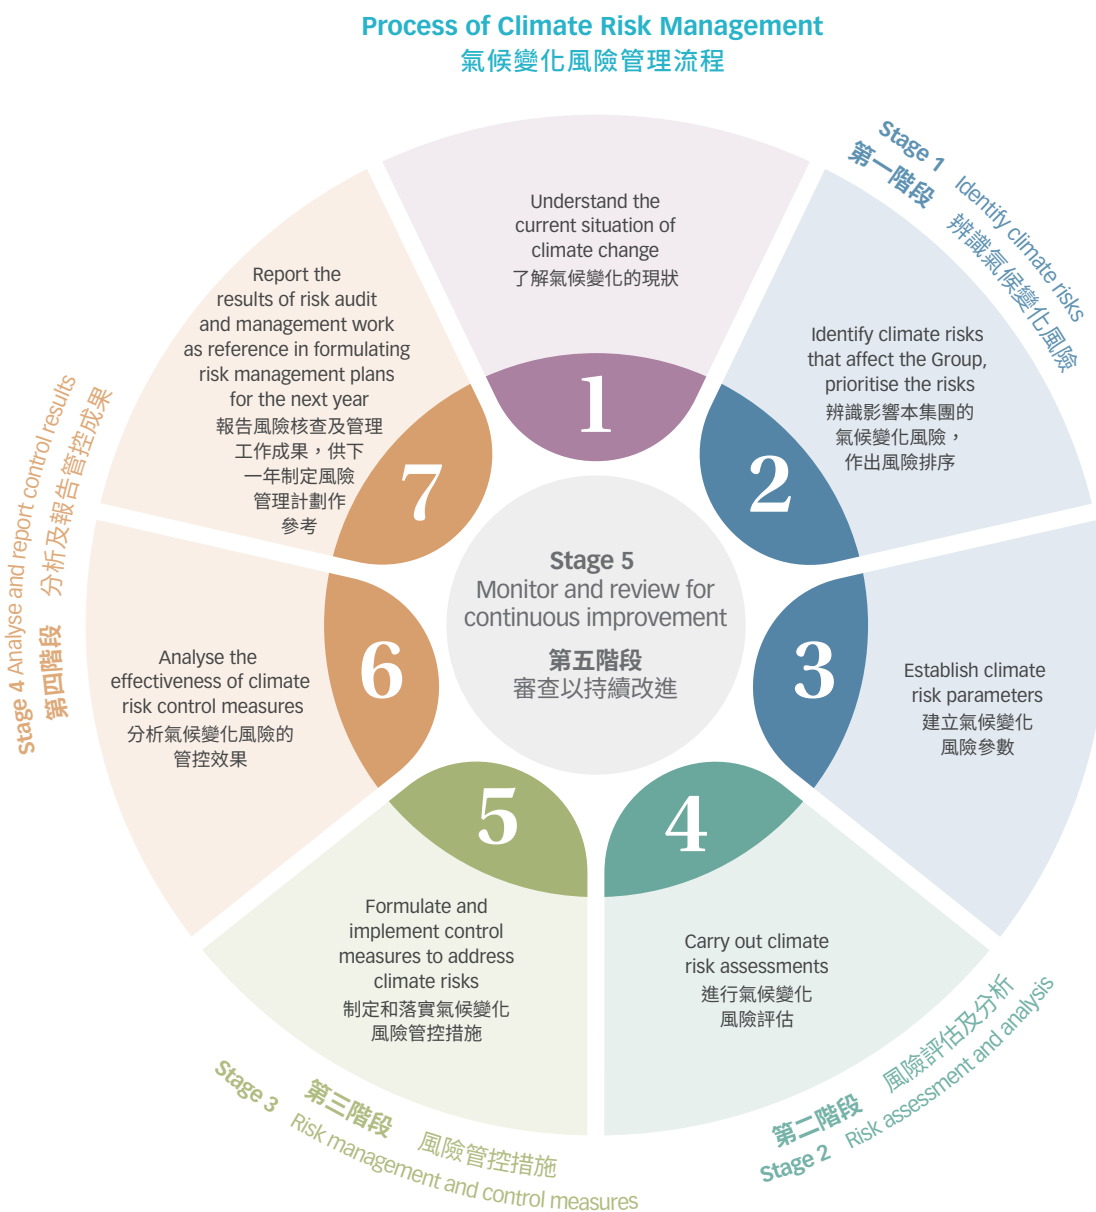 Process of Climate Risk Management
氣候變化風險管理流程
Understand the
current situation of
climate change
了解氣候變化的現狀
1
Stage 1 Identify climate risks
第一階段 辨識氣候變化風險
Identify climate risks
that affect the Group,
prioritise the risks
辨識影響本集團的
氣候變化風險，
作出風險排序
2
Establish climate
risk parameters
建立氣候變化
風險參數
3
Carry out climate
risk assessments
進行氣候變化
風險評估
4
第二階段 風險評估及分析
Stage 2 Risk assessment and analysis
Formulate and
implement control
measures to address
climate risks
制定和落實氣候變化
風險管控措施
5
第三階段 風險管控措施
Stage 3 Risk management and control measures
Analyse the
effectiveness of climate
risk control measures
分析氣候變化風險的
管控效果
6
Report the
results of risk audit
and management work
as reference in formulating
risk management plans
for the next year
報告風險核查及管理
工作成果，供下
一年制定風險
管理計劃作
參考
7
Stage 4 Analyse and report control results
第四階段 分析及報告管控成果
Stage 5
Monitor and review for
continuous improvement
第五階段
審查以持續改進